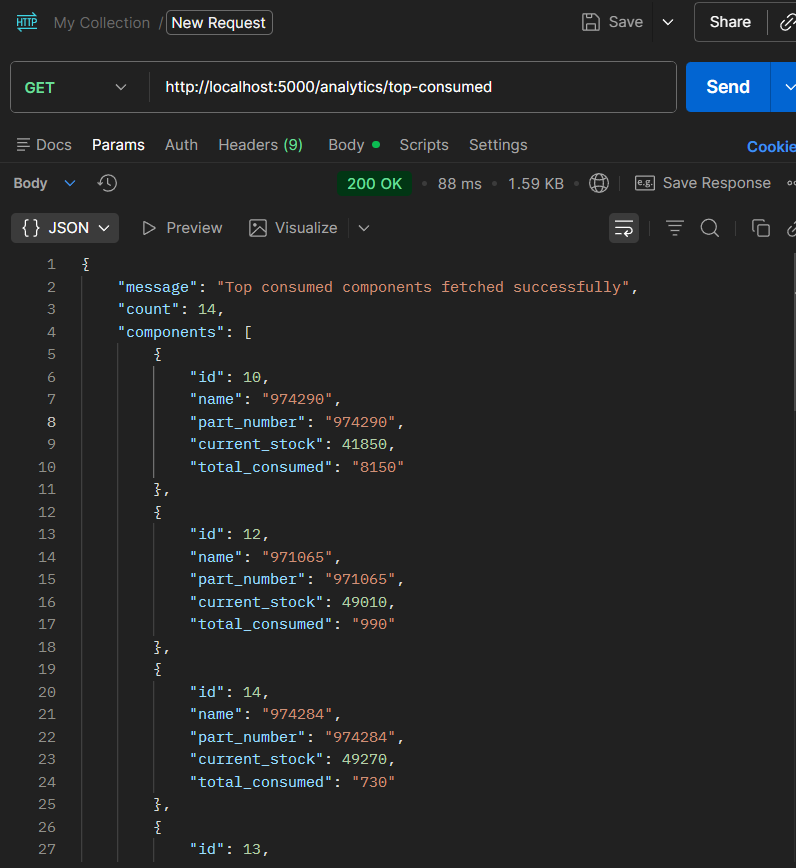 HTTP My Collection / New Request Save Share
GET http://localhost:5000/analytics/top-consumed Send
Docs Params Auth Headers (9) Body Scripts Settings Cookie
Body 200 OK • 88 ms • 1.59 KB • e.g. Save Response
{} JSON Preview Visualize
1 {
2 "message": "Top consumed components fetched successfully",
3 "count": 14,
4 "components": [
5 {
6 "id": 10,
7 "name": "974290",
8 "part_number": "974290",
9 "current_stock": 41850,
10 "total_consumed": "8150"
11 },
12 {
13 "id": 12,
14 "name": "971065",
15 "part_number": "971065",
16 "current_stock": 49010,
17 "total_consumed": "990"
18 },
19 {
20 "id": 14,
21 "name": "974284",
22 "part_number": "974284",
23 "current_stock": 49270,
24 "total_consumed": "730"
25 },
26 {
27 "id": 13,